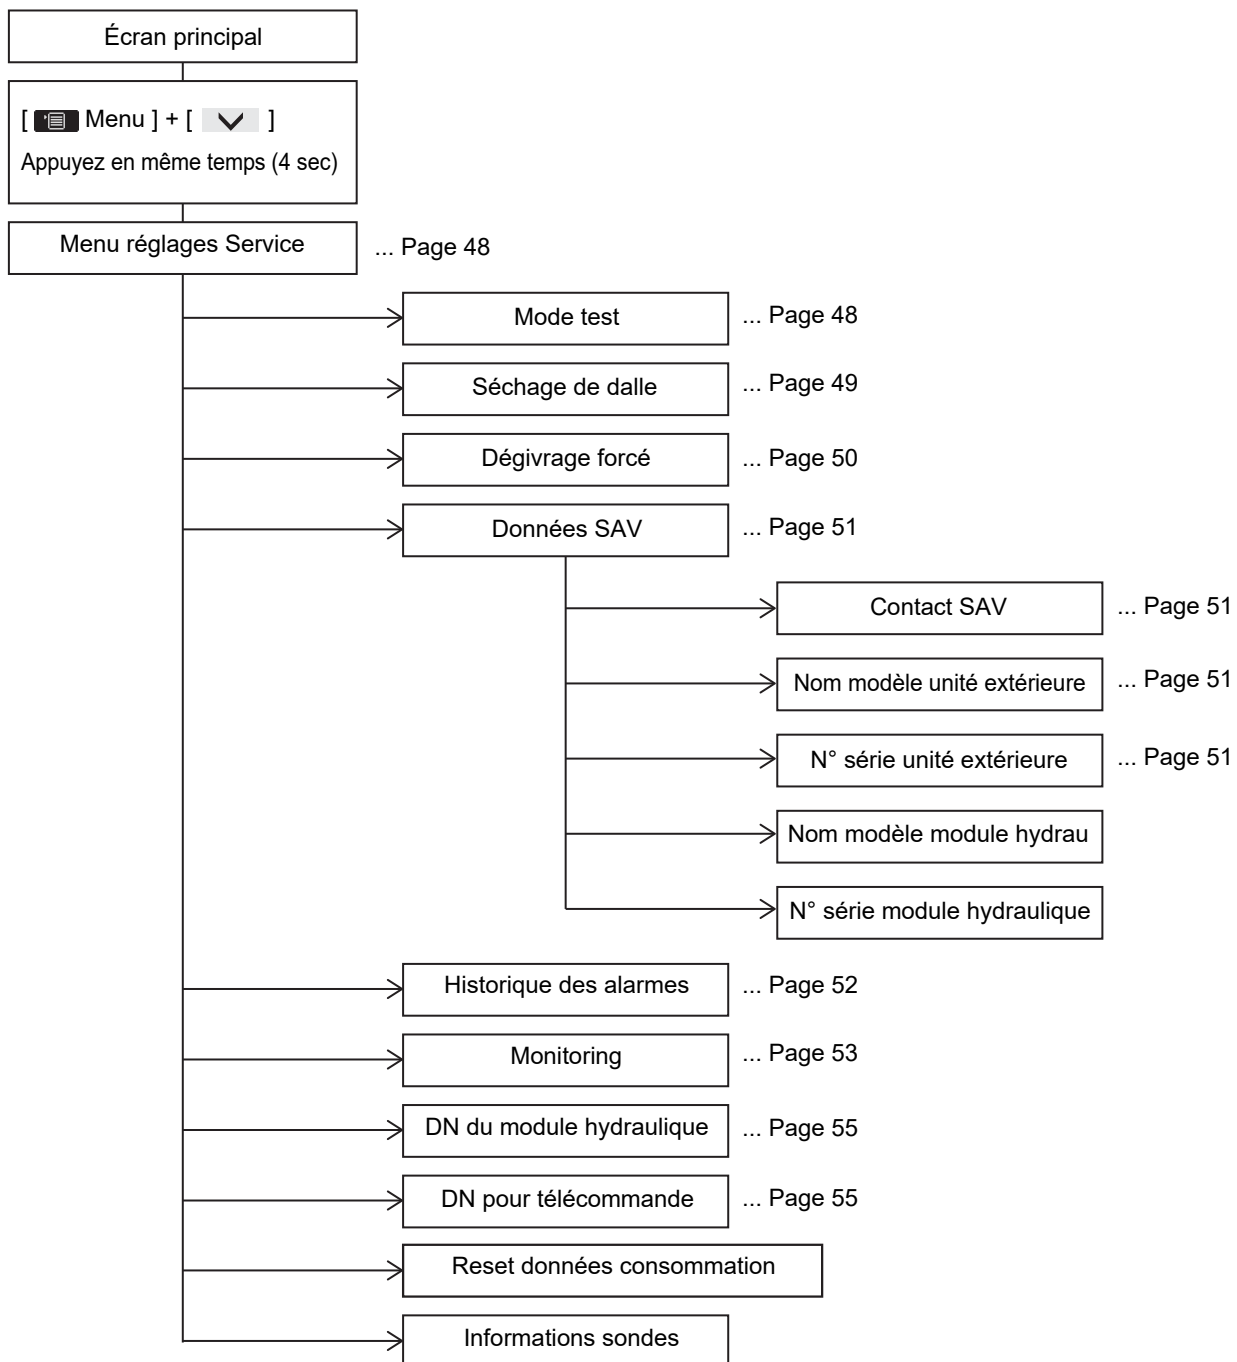 Écran principal
[ Menu ] + [ ]
Appuyez en même temps (4 sec)
Menu réglages Service ... Page 48
Mode test ... Page 48
Séchage de dalle ... Page 49
Dégivrage forcé ... Page 50
Données SAV ... Page 51
Contact SAV ... Page 51
Nom modèle unité extérieure ... Page 51
N° série unité extérieure ... Page 51
Nom modèle module hydrau
N° série module hydraulique
Historique des alarmes ... Page 52
Monitoring ... Page 53
DN du module hydraulique ... Page 55
DN pour télécommande ... Page 55
Reset données consommation
Informations sondes